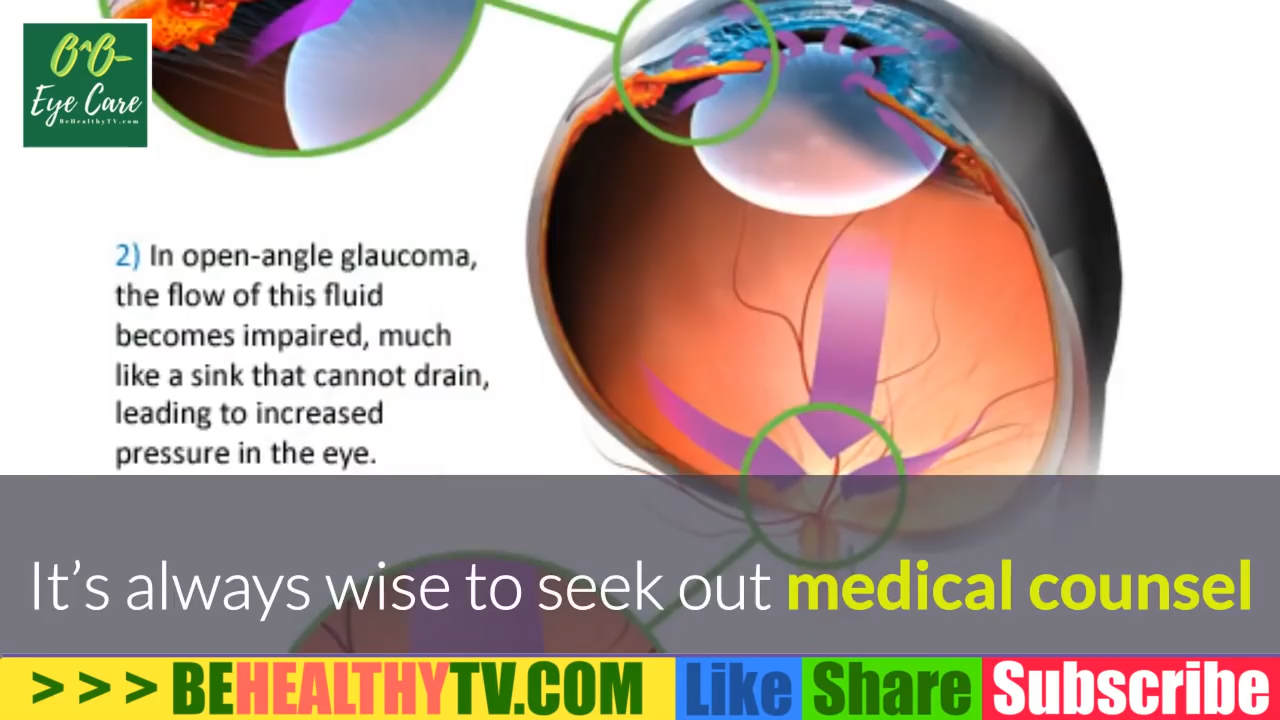 B^B-
Eye Care
BeHealthyTV.com
2) In open-angle glaucoma,
the flow of this fluid
becomes impaired, much
like a sink that cannot drain,
leading to increased
pressure in the eye.
It’s always wise to seek out medical counsel
> > > BEHEALTHYTV.COM Like Share Subscribe